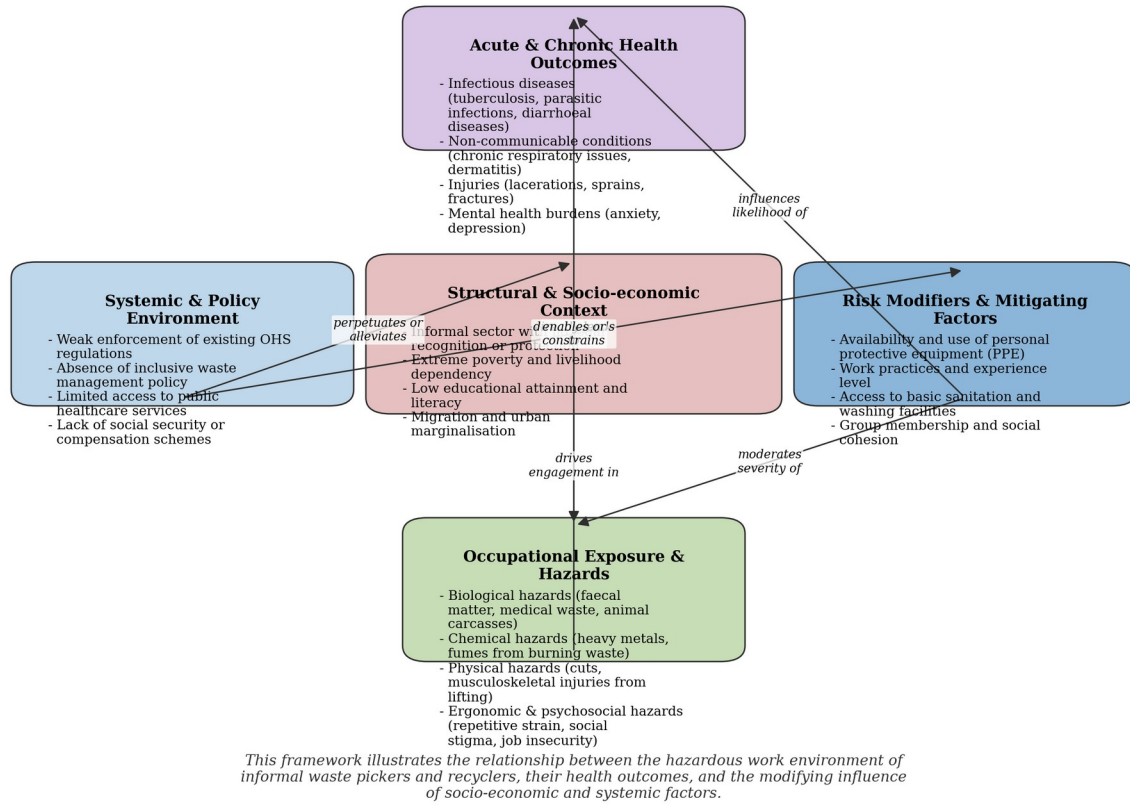 Acute & Chronic Health
Outcomes
- Infectious diseases
(tuberculosis, parasitic
infections, diarrhoeal
diseases)
- Non-communicable conditions
(chronic respiratory issues,
dermatitis)
- Injuries (lacerations, sprains,
fractures)
- Mental health burdens (anxiety,
depression)
influences
likelihood of
Systemic & Policy
Environment
- Weak enforcement of existing OHS
regulations
- Absence of inclusive waste
management policy
- Limited access to public
healthcare services
- Lack of social security or
compensation schemes
perpetuates or
alleviates
Structural & Socio-economic
Context
- Informal sector
recognition or
- Extreme poverty and livelihood
dependency
- Low educational attainment and
literacy
- Migration and urban
marginalisation
enables or
constrains
Risk Modifiers & Mitigating
Factors
- Availability and use of personal
protective equipment (PPE)
- Work practices and experience
level
- Access to basic sanitation and
washing facilities
- Group membership and social
cohesion
drives
engagement in
moderates
severity of
Occupational Exposure &
Hazards
- Biological hazards (faecal
matter, medical waste, animal
carcasses)
- Chemical hazards (heavy metals,
fumes from burning waste)
- Physical hazards (cuts,
musculoskeletal injuries from
lifting)
- Ergonomic & psychosocial hazards
(repetitive strain, social
stigma, job insecurity)
This framework illustrates the relationship between the hazardous work environment of
informal waste pickers and recyclers, their health outcomes, and the modifying influence
of socio-economic and systemic factors.